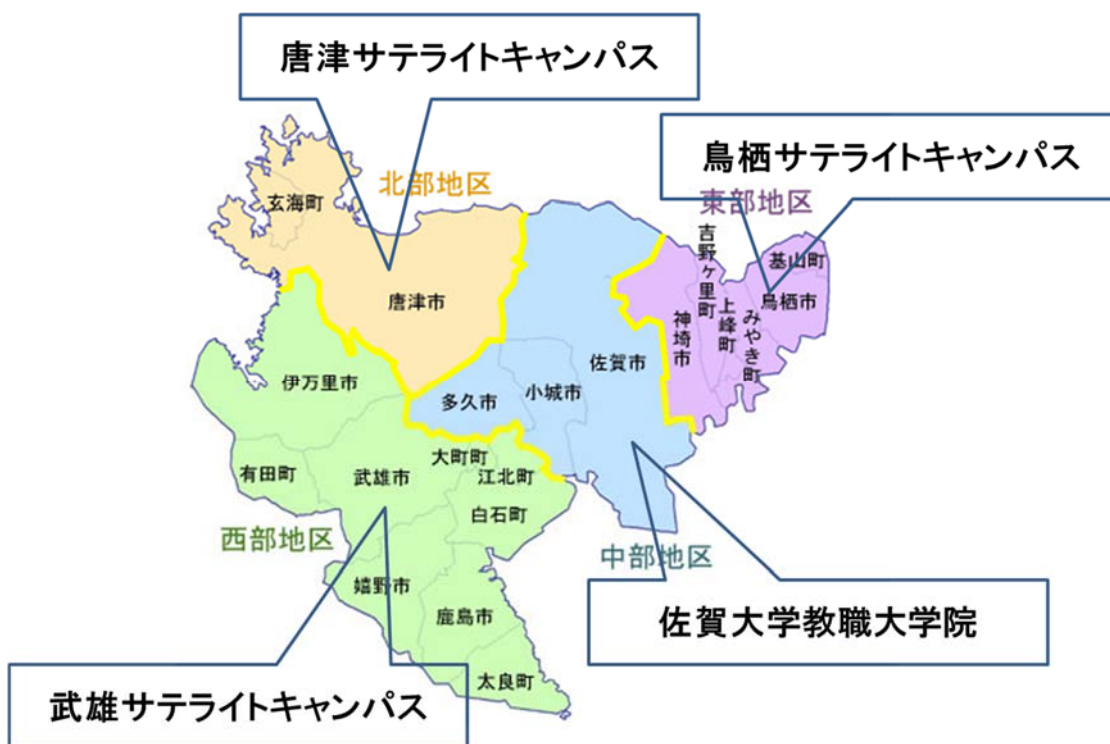 唐津サテライトキャンパス
鳥栖サテライトキャンパス
北部地区
東部地区
玄海町
唐津市
吉野ヶ里町
基山町
鳥栖市
上峰町
みやき町
神埼市
佐賀市
伊万里市
小城市
多久市
大町町
江北町
有田町
武雄市
白石町
西部地区
中部地区
嬉野市
鹿島市
太良町
佐賀大学教職大学院
武雄サテライトキャンパス